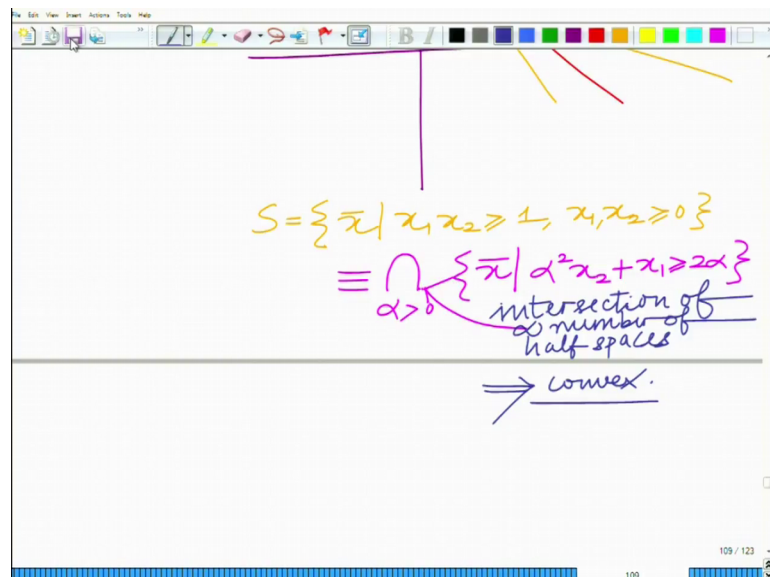 File Edit View Insert Actions Tools Help
B I
S = { x̄ | x₁x₂ ≥ 1, x₁,x₂ ≥ 0 }
≡ ∩ { x̄ | α²x₂ + x₁ ≥ 2α }
α > 0
intersection of
∞ number of
half spaces
⇒ convex.
109 / 123
109